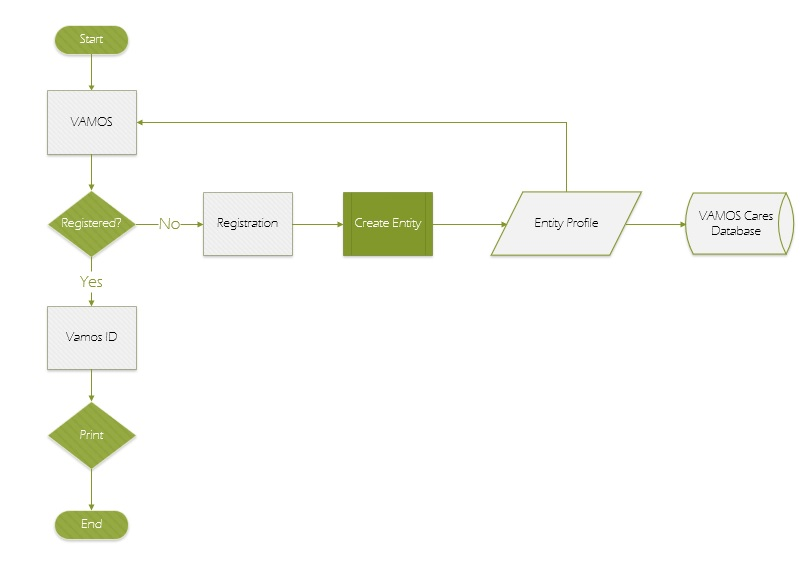 Start
VAMOS
Registered?
No
Registration
Create Entity
Entity Profile
VAMOS Cares
Database
Yes
Vamos ID
Print
End